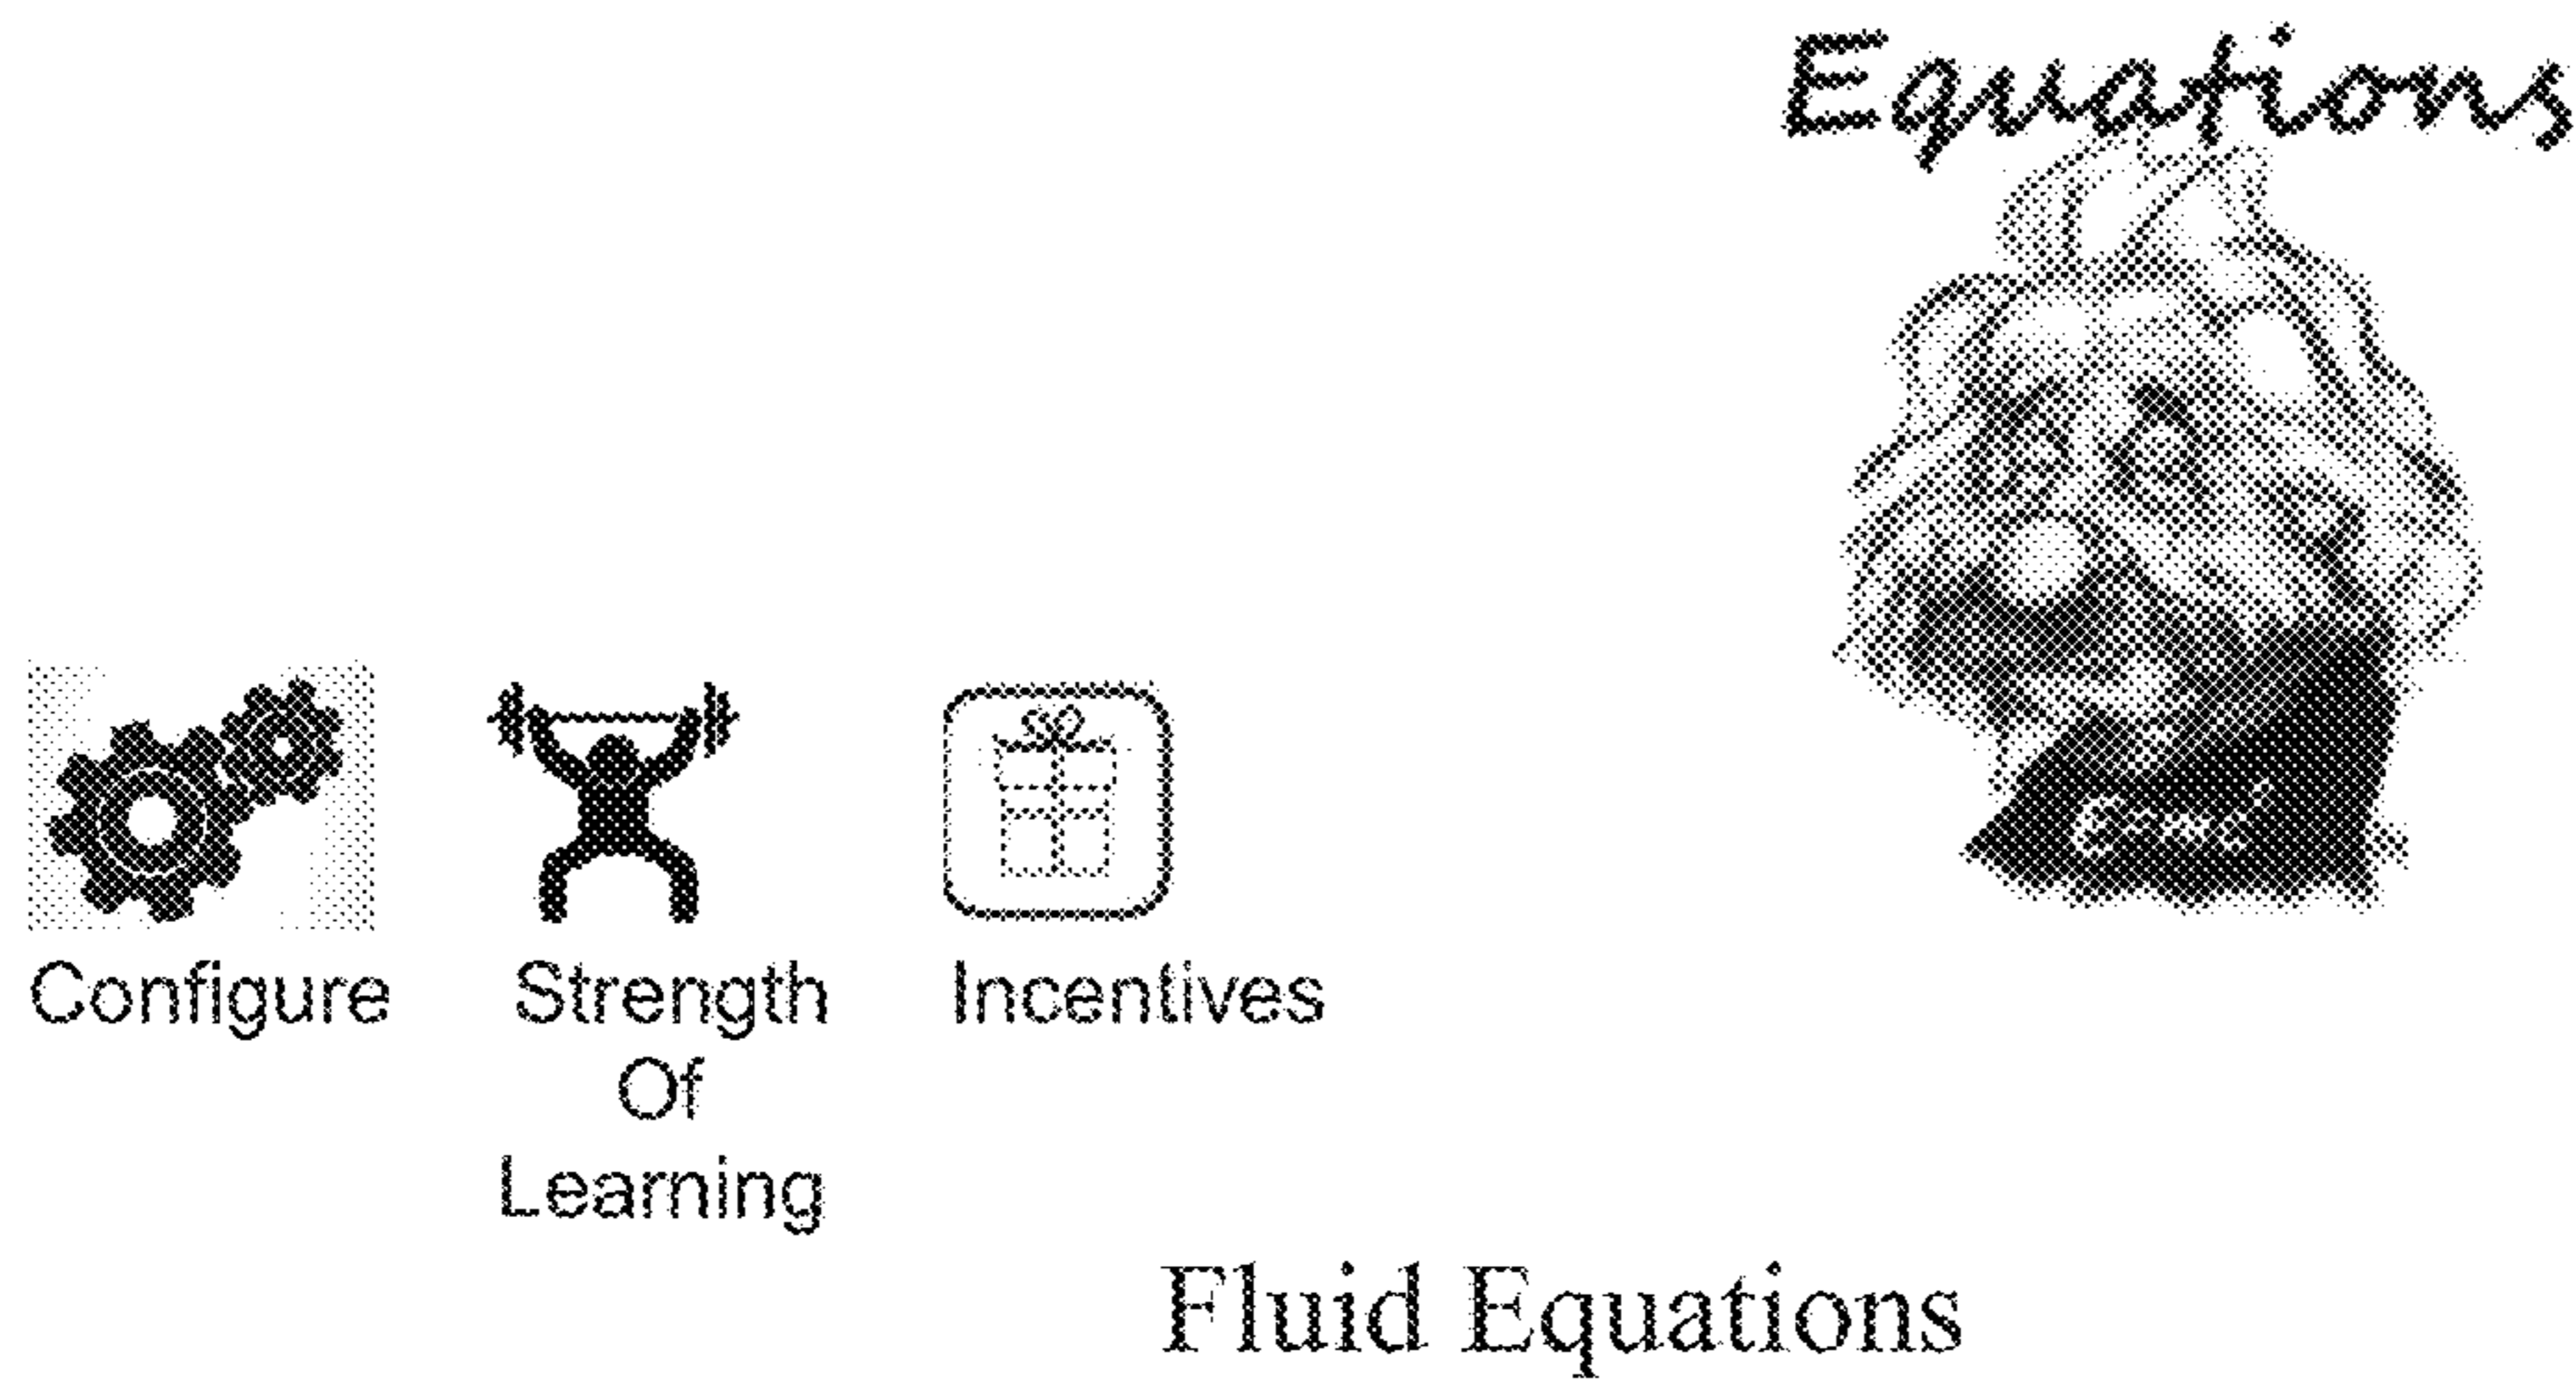 Equations
Configure
Strength
Of
Learning
Incentives
Fluid Equations